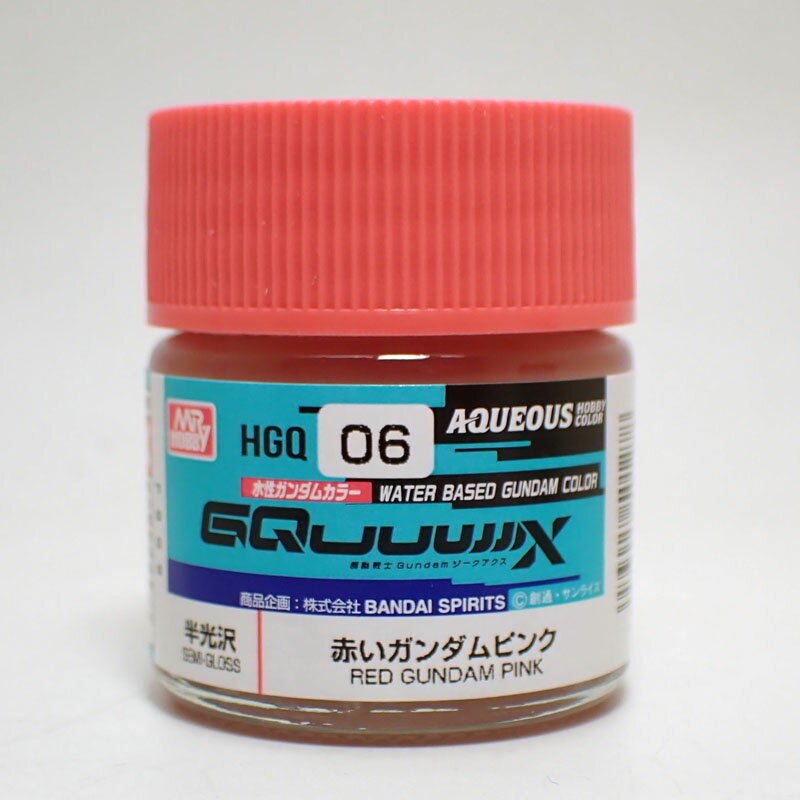 MR HOBBY
HGQ 06
AQUEOUS HOBBY COLOR
水性ガンダムカラー WATER BASED GUNDAM COLOR
GQuuuuuuX
機動戦士Gundamジークアクス
商品企画：株式会社 BANDAI SPIRITS ©創通・サンライズ
半光沢
SEMI-GLOSS
赤いガンダムピンク
RED GUNDAM PINK